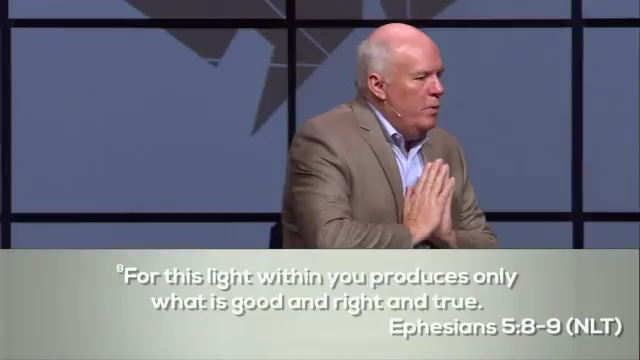 ⁹For this light within you produces only
what is good and right and true.
Ephesians 5:8-9 (NLT)